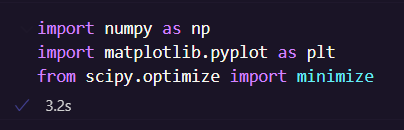 import numpy as np
import matplotlib.pyplot as plt
from scipy.optimize import minimize
3.2s